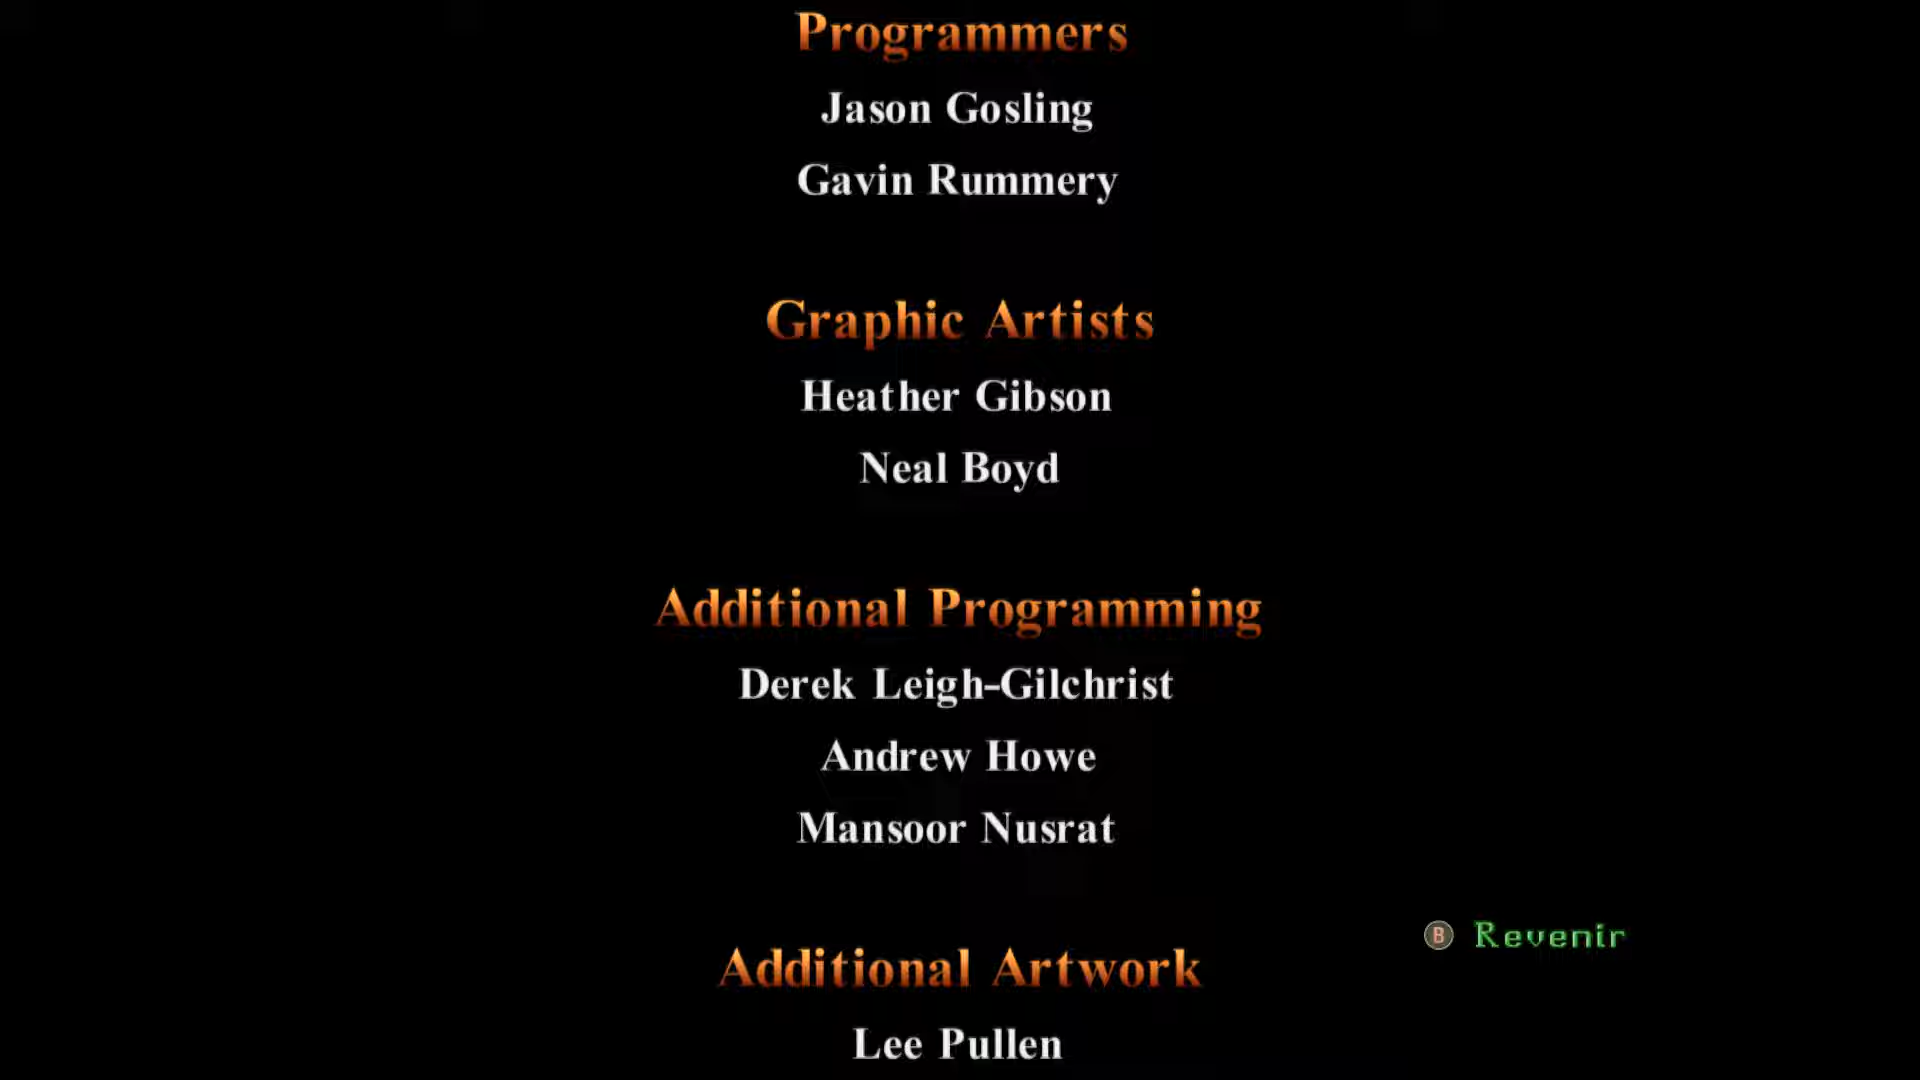 Programmers
Jason Gosling
Gavin Rummery
Graphic Artists
Heather Gibson
Neal Boyd
Additional Programming
Derek Leigh-Gilchrist
Andrew Howe
Mansoor Nusrat
B Revenir
Additional Artwork
Lee Pullen